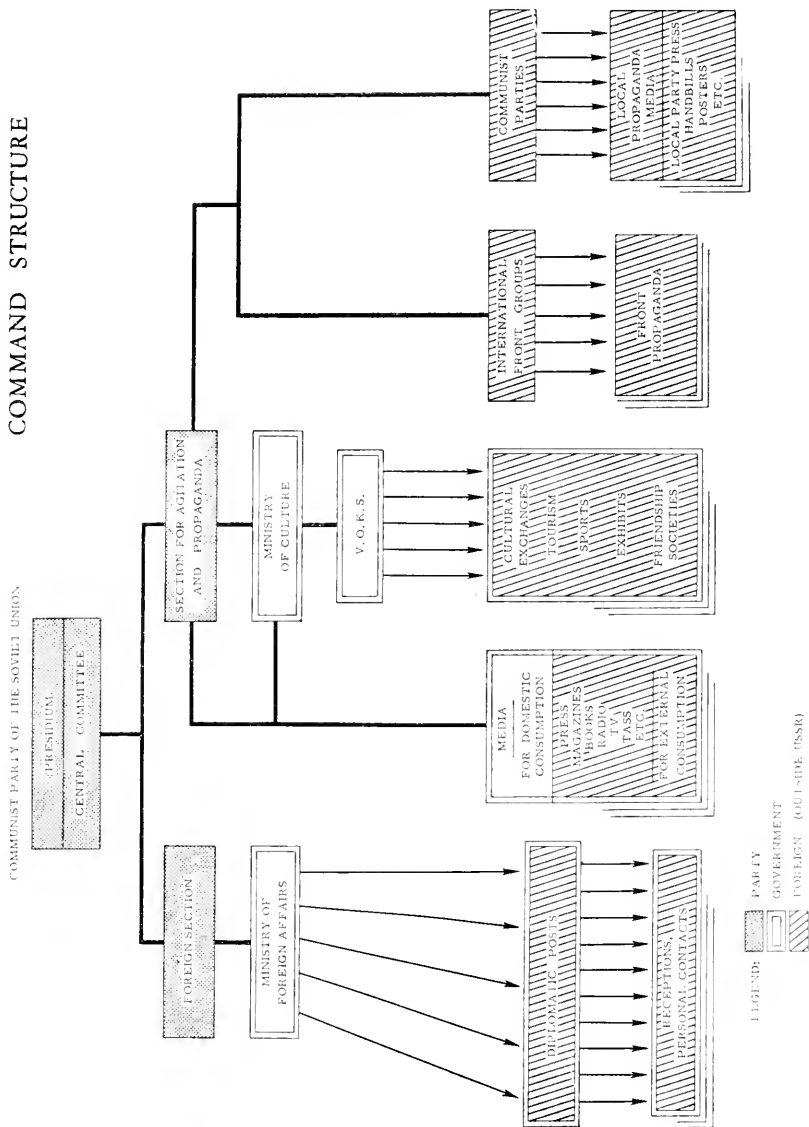 COMMAND STRUCTURE
COMMUNIST PARTY OF THE SOVIET UNION
PRESIDIUM
CENTRAL COMMITTEE
FOREIGN SECTION
SECTION FOR AGITATION
AND PROPAGANDA
MINISTRY OF
FOREIGN AFFAIRS
MINISTRY
OF CULTURE
V.O.K.S.
DIPLOMATIC POSTS
RECEPTIONS,
PERSONAL CONTACTS
MEDIA
FOR DOMESTIC
CONSUMPTION
PRESS
MAGAZINES
BOOKS
RADIO
TV
TASS
ETC.
FOR EXTERNAL
CONSUMPTION
CULTURAL
EXCHANGES
TOURISM
SPORTS
EXHIBITS
FRIENDSHIP
SOCIETIES
INTERNATIONAL
FRONT GROUPS
FRONT
PROPAGANDA
COMMUNIST
PARTIES
LOCAL
PROPAGANDA
MEDIA
LOCAL PARTY PRESS
HANDBILLS
POSTERS
ETC.
LEGEND:
PARTY
GOVERNMENT
FOREIGN (OUTSIDE USSR)